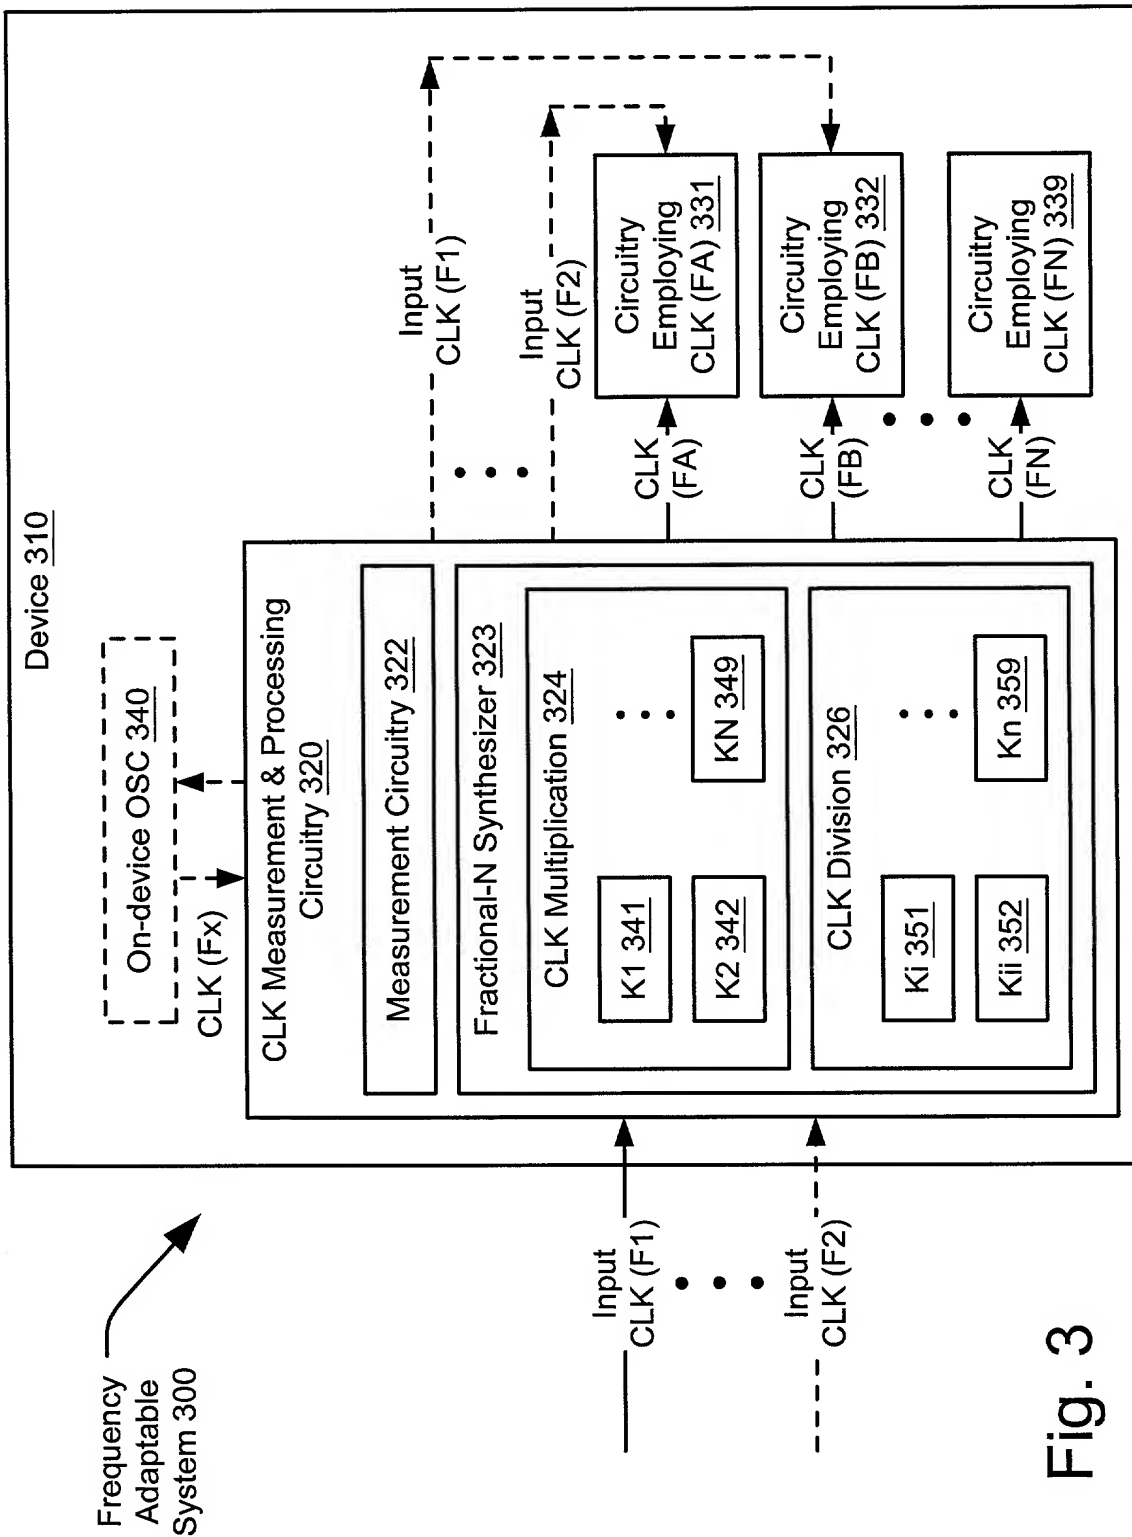 Frequency
Adaptable
System 300
Device 310
On-device OSC 340
CLK (Fx)
CLK Measurement & Processing
Circuitry 320
Measurement Circuitry 322
Fractional-N Synthesizer 323
CLK Multiplication 324
K1 341
K2 342
KN 349
CLK Division 326
Ki 351
Kii 352
Kn 359
Input
CLK (F1)
Input
CLK (F2)
Input
CLK (F1)
Input
CLK (F2)
CLK
(FA)
Circuitry
Employing
CLK (FA) 331
CLK
(FB)
Circuitry
Employing
CLK (FB) 332
CLK
(FN)
Circuitry
Employing
CLK (FN) 339
Fig. 3